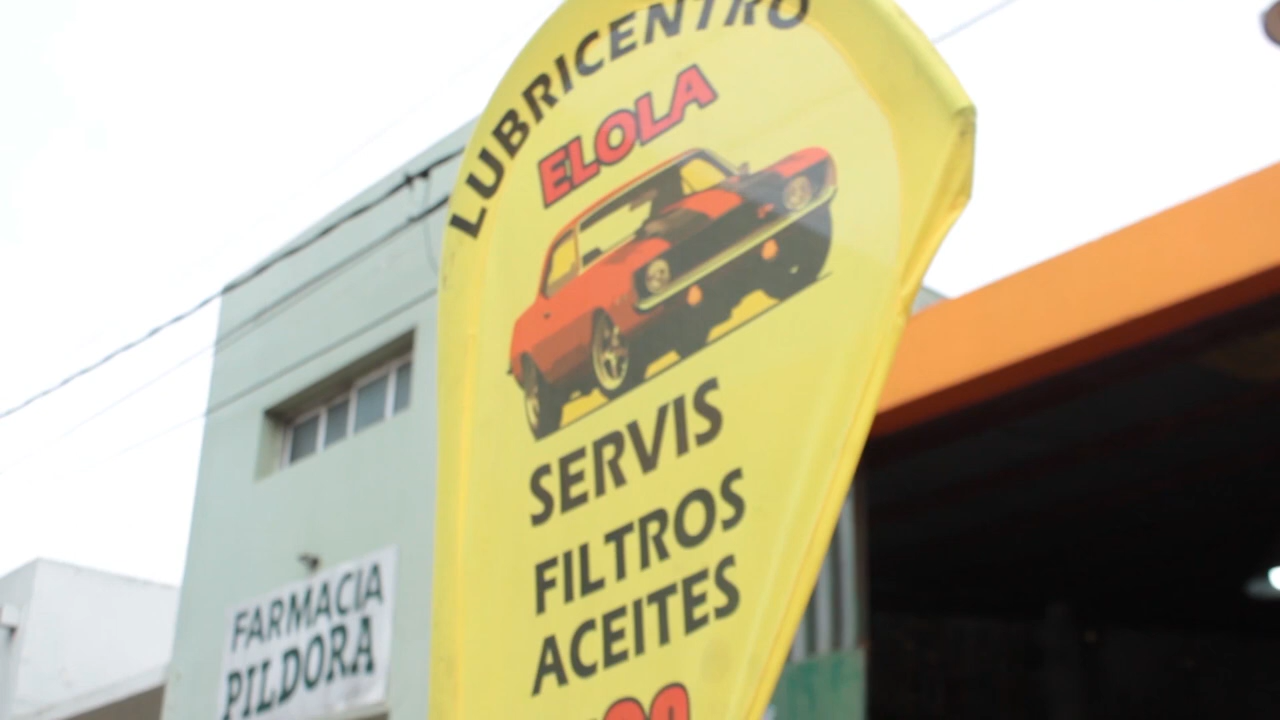 LUBRICENTRO
ELOLA
SERVIS
FILTROS
ACEITES
FARMACIA
PILDORA